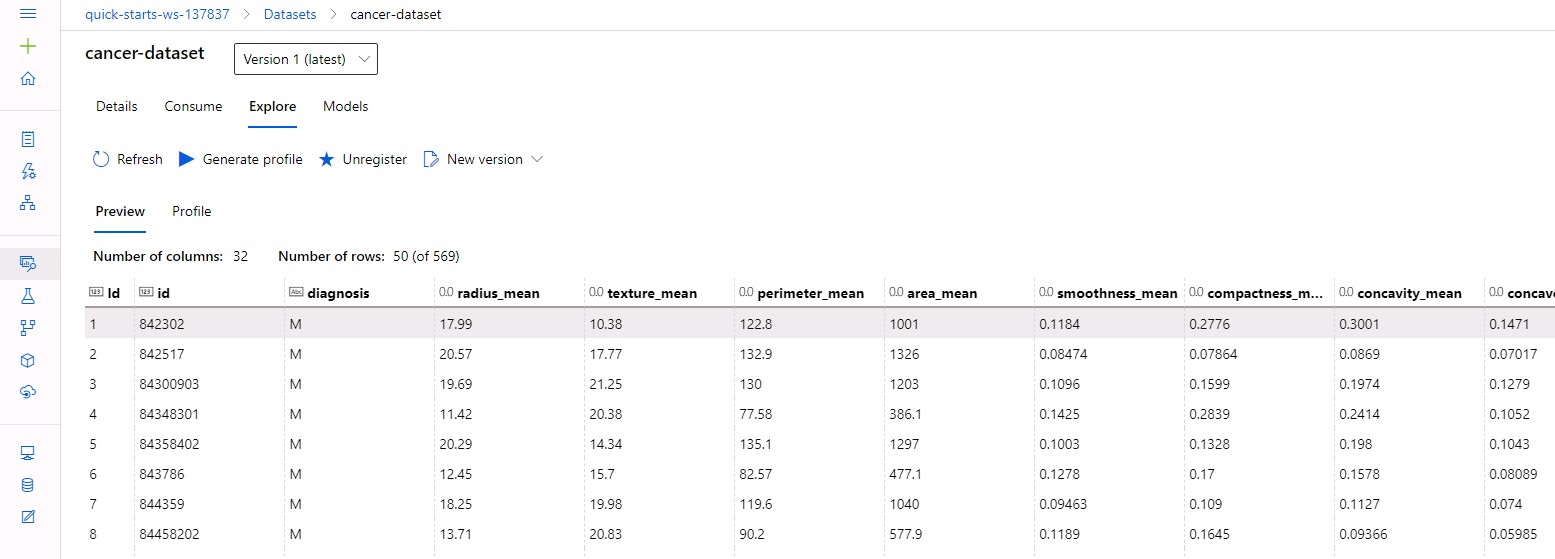 quick-starts-ws-137837 > Datasets > cancer-dataset
cancer-dataset Version 1 (latest)
Details Consume Explore Models
Refresh Generate profile Unregister New version
Preview Profile
Number of columns: 32 Number of rows: 50 (of 569)
123 Id 123 id Abc diagnosis 0.0 radius_mean 0.0 texture_mean 0.0 perimeter_mean 0.0 area_mean 0.0 smoothness_mean 0.0 compactness_m... 0.0 concavity_mean 0.0 concav
1 842302 M 17.99 10.38 122.8 1001 0.1184 0.2776 0.3001 0.1471
2 842517 M 20.57 17.77 132.9 1326 0.08474 0.07864 0.0869 0.07017
3 84300903 M 19.69 21.25 130 1203 0.1096 0.1599 0.1974 0.1279
4 84348301 M 11.42 20.38 77.58 386.1 0.1425 0.2839 0.2414 0.1052
5 84358402 M 20.29 14.34 135.1 1297 0.1003 0.1328 0.198 0.1043
6 843786 M 12.45 15.7 82.57 477.1 0.1278 0.17 0.1578 0.08089
7 844359 M 18.25 19.98 119.6 1040 0.09463 0.109 0.1127 0.074
8 84458202 M 13.71 20.83 90.2 577.9 0.1189 0.1645 0.09366 0.05985